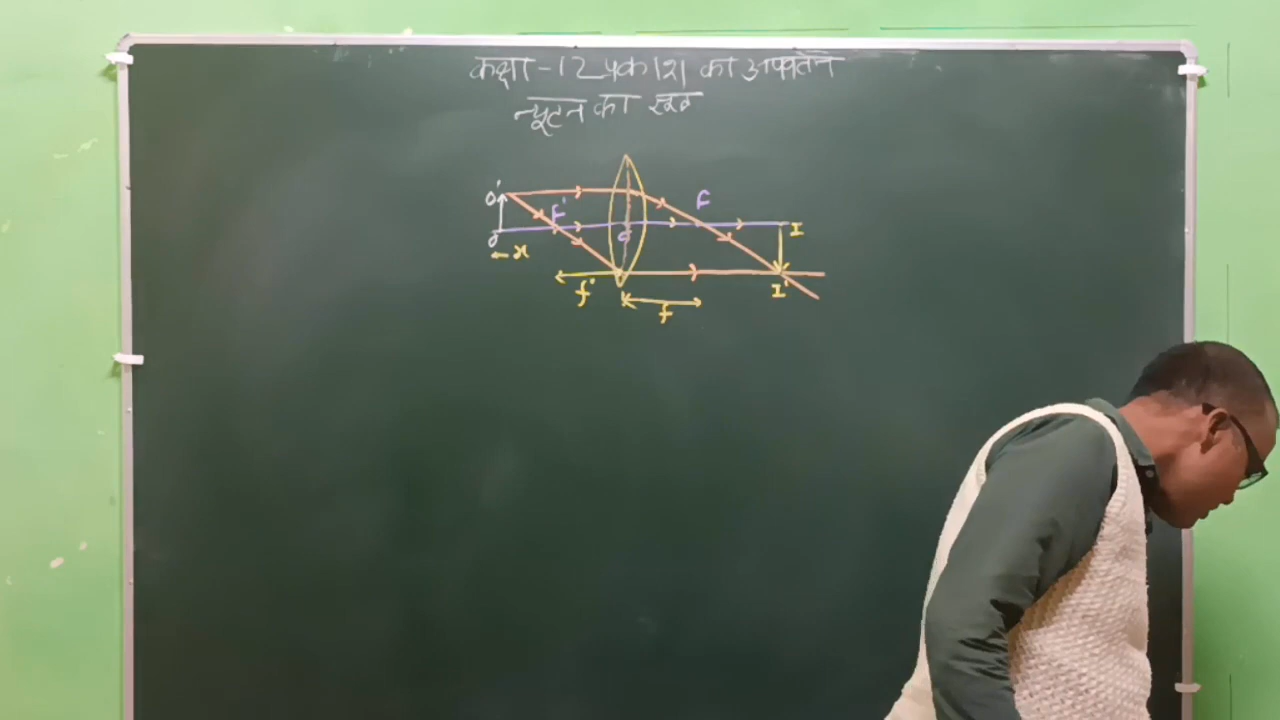 कक्षा -12 प्रकाश का अपवर्तन
न्यूटन का सूत्र
O' F' F
O I
← x
f' I'
f